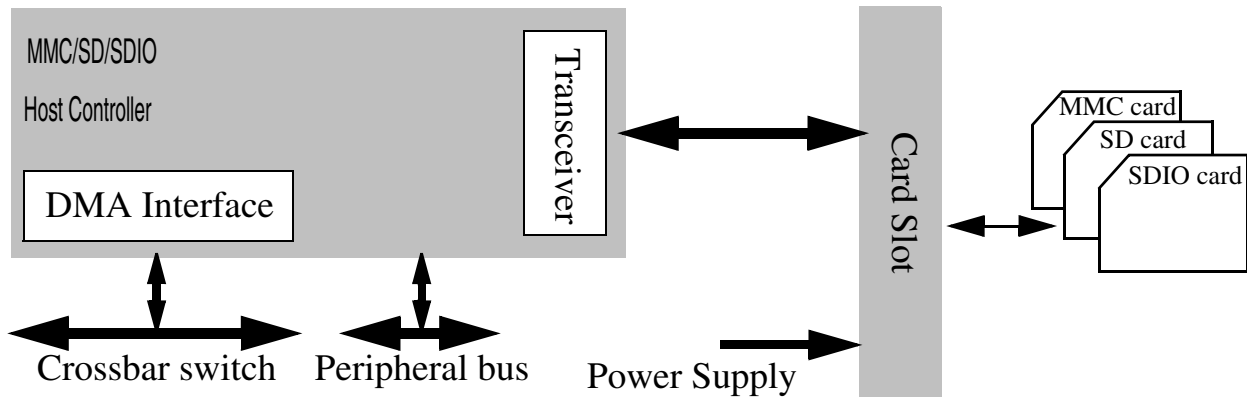 MMC/SD/SDIO
Host Controller
Transceiver
DMA Interface
Card Slot
MMC card
SD card
SDIO card
Crossbar switch
Peripheral bus
Power Supply